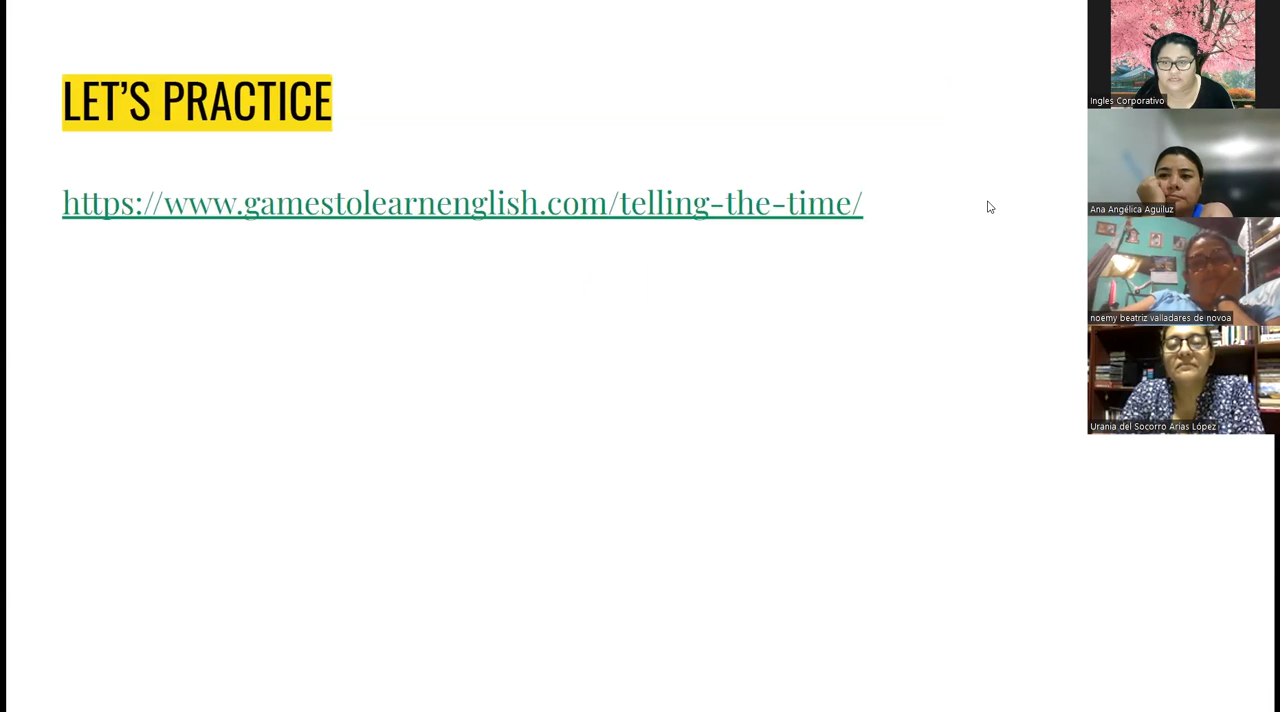 LET'S PRACTICE
https://www.gamestolearnenglish.com/telling-the-time/
Ingles Corporativo
Ana Angélica Aguiluz
noemy beatriz valladares de novoa
Urania del Socorro Arias López